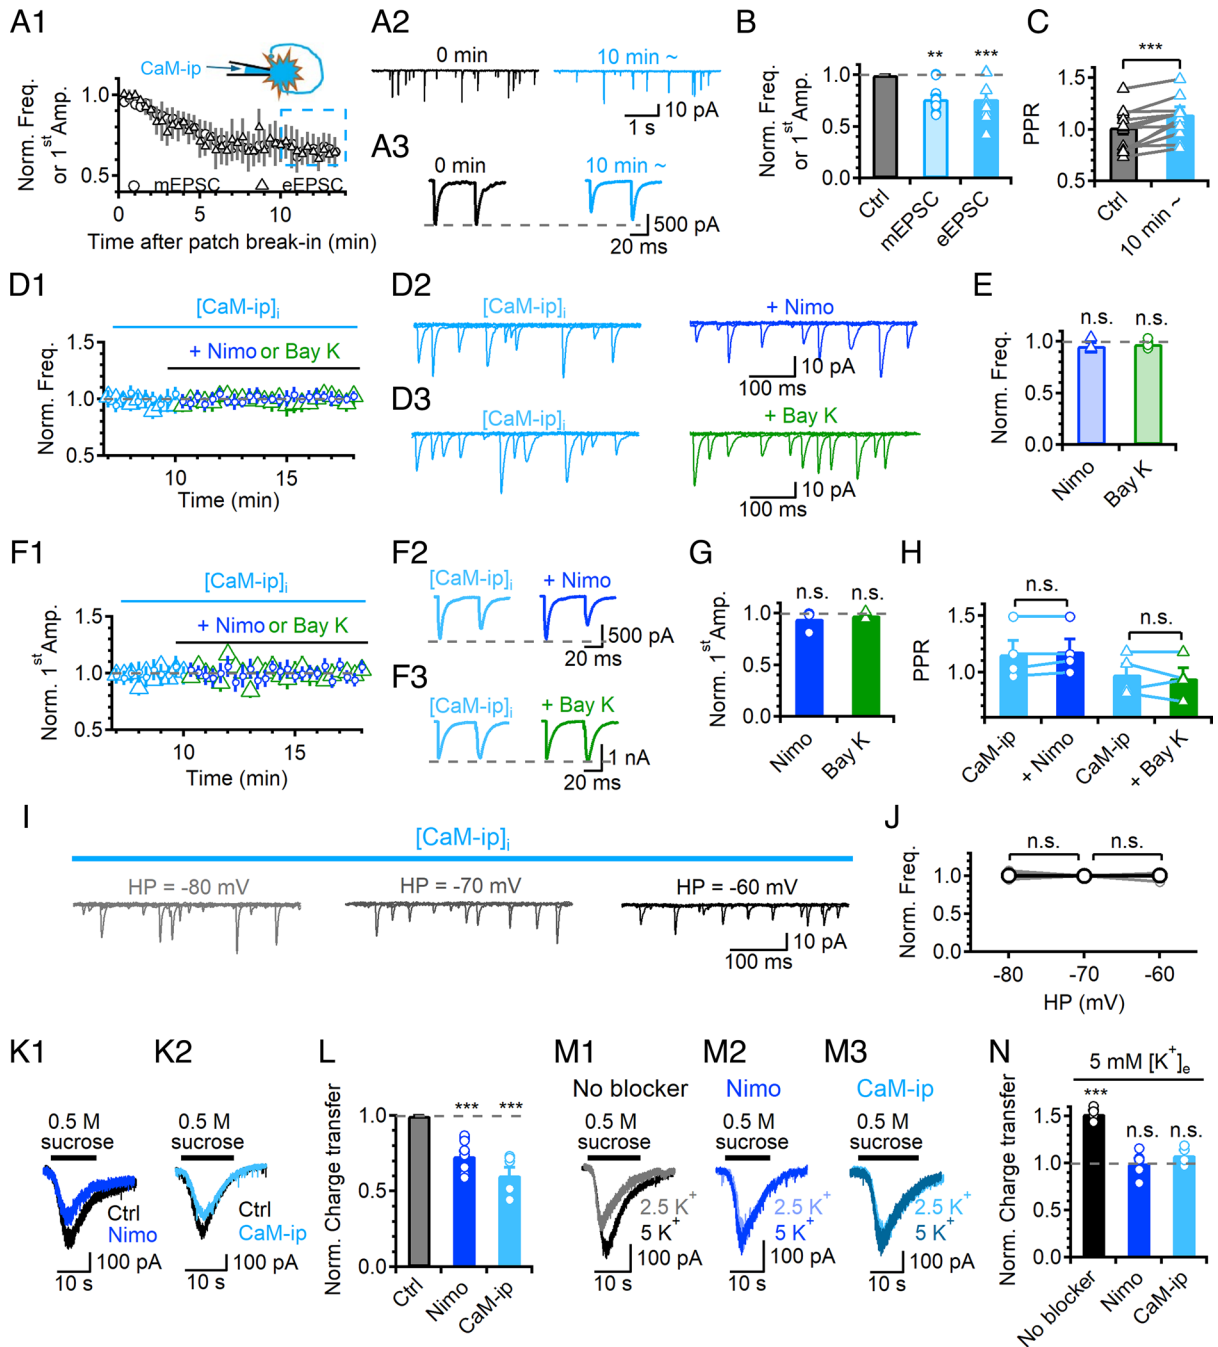 A1
CaM-ip
Norm. Freq.
or 1st Amp.
1.0
0.5
mEPSC
eEPSC
0
5
10
Time after patch break-in (min)
A2
0 min
10 min ~
10 pA
1 s
A3
0 min
10 min ~
500 pA
20 ms
B
Norm. Freq.
or 1st Amp.
1.0
0.5
0.0
**
***
Ctrl
mEPSC
eEPSC
C
***
PPR
1.5
1.0
0.5
Ctrl
10 min ~
D1
[CaM-ip]i
+ Nimo or Bay K
Norm. Freq.
1.5
1.0
0.5
10
15
Time (min)
D2
[CaM-ip]i
+ Nimo
10 pA
100 ms
D3
[CaM-ip]i
+ Bay K
10 pA
100 ms
E
n.s.
n.s.
Norm. Freq.
1.0
0.5
0.0
Nimo
Bay K
F1
[CaM-ip]i
+ Nimo or Bay K
Norm. 1st Amp.
1.5
1.0
0.5
10
15
Time (min)
F2
[CaM-ip]i
+ Nimo
500 pA
20 ms
F3
[CaM-ip]i
+ Bay K
1 nA
20 ms
G
n.s.
n.s.
Norm. 1st Amp.
1.0
0.5
0.0
Nimo
Bay K
H
n.s.
n.s.
PPR
1.5
1.0
CaM-ip
+ Nimo
CaM-ip
+ Bay K
I
[CaM-ip]i
HP = -80 mV
HP = -70 mV
HP = -60 mV
10 pA
100 ms
J
n.s.
n.s.
Norm. Freq.
1.0
0.0
-80
-70
-60
HP (mV)
K1
0.5 M
sucrose
Ctrl
Nimo
100 pA
10 s
K2
0.5 M
sucrose
Ctrl
CaM-ip
100 pA
10 s
L
Norm. Charge transfer
1.0
0.5
0.0
***
***
Ctrl
Nimo
CaM-ip
M1
No blocker
0.5 M
sucrose
2.5 K+
5 K+
100 pA
10 s
M2
Nimo
0.5 M
sucrose
2.5 K+
5 K+
100 pA
10 s
M3
CaM-ip
0.5 M
sucrose
2.5 K+
5 K+
100 pA
10 s
N
5 mM [K+]e
Norm. Charge transfer
1.5
1.0
0.5
0.0
***
n.s.
n.s.
No blocker
Nimo
CaM-ip